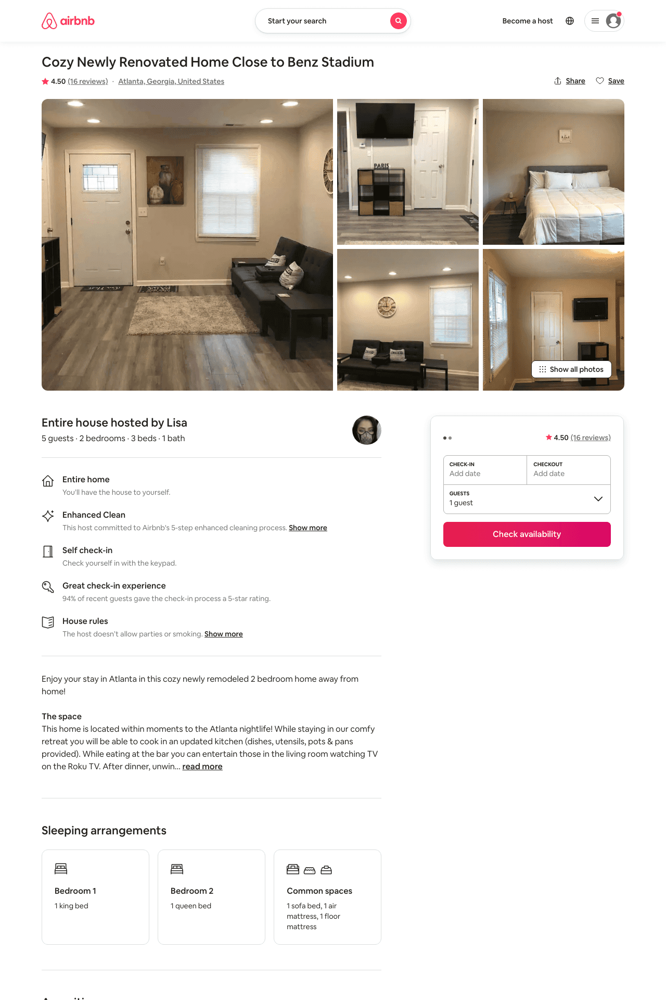 airbnb
Start your search
Become a host
Cozy Newly Renovated Home Close to Benz Stadium
4.50 (16 reviews) · Atlanta, Georgia, United States
Share
Save
PARIS
Show all photos
Entire house hosted by Lisa
5 guests · 2 bedrooms · 3 beds · 1 bath
Entire home
You’ll have the house to yourself.
Enhanced Clean
This host committed to Airbnb's 5-step enhanced cleaning process. Show more
Self check-in
Check yourself in with the keypad.
Great check-in experience
94% of recent guests gave the check-in process a 5-star rating.
House rules
The host doesn’t allow parties or smoking. Show more
Enjoy your stay in Atlanta in this cozy newly remodeled 2 bedroom home away from
home!
The space
This home is located within moments to the Atlanta nightlife! While staying in our comfy
retreat you will be able to cook in an updated kitchen (dishes, utensils, pots & pans
provided). While eating at the bar you can entertain those in the living room watching TV
on the Roku TV. After dinner, unwin... read more
Sleeping arrangements
Bedroom 1
1 king bed
Bedroom 2
1 queen bed
Common spaces
1 sofa bed, 1 air
mattress, 1 floor
mattress
4.50 (16 reviews)
CHECK-IN
Add date
CHECKOUT
Add date
GUESTS
1 guest
Check availability